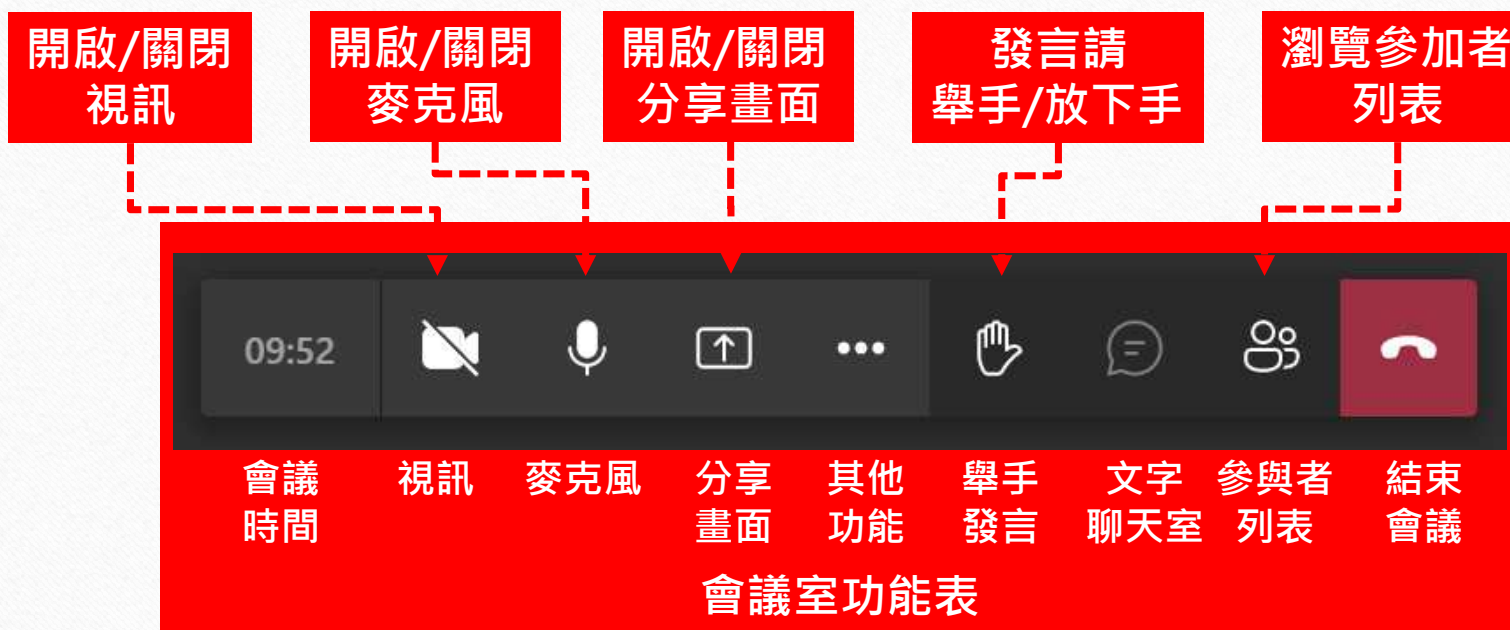 開啟/關閉
視訊
開啟/關閉
麥克風
開啟/關閉
分享畫面
發言請
舉手/放下手
瀏覽參加者
列表
09:52
會議
時間
視訊
麥克風
分享
畫面
其他
功能
舉手
發言
文字
聊天室
參與者
列表
結束
會議
會議室功能表